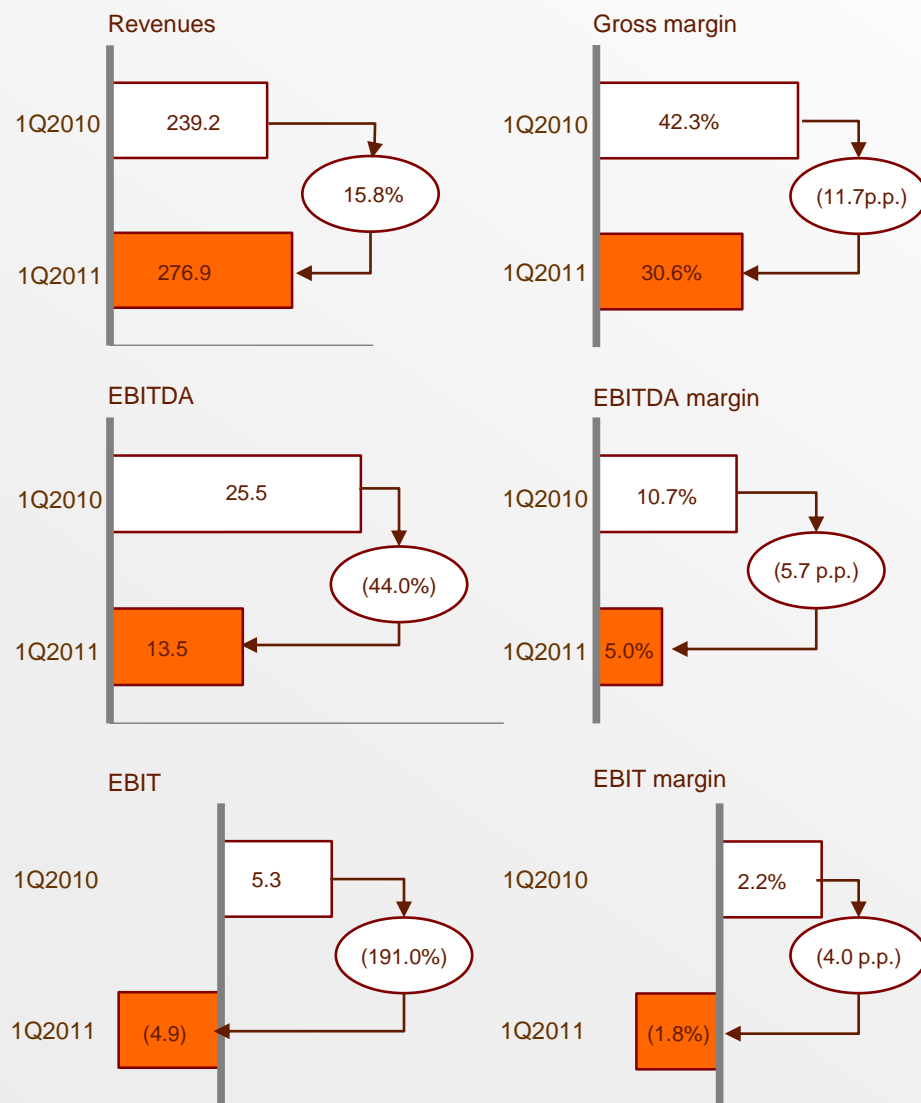 Revenues
1Q2010
239.2
15.8%
1Q2011
276.9
Gross margin
1Q2010
42.3%
(11.7p.p.)
1Q2011
30.6%
EBITDA
1Q2010
25.5
(44.0%)
1Q2011
13.5
EBITDA margin
1Q2010
10.7%
(5.7 p.p.)
1Q2011
5.0%
EBIT
1Q2010
5.3
(191.0%)
1Q2011
(4.9)
EBIT margin
1Q2010
2.2%
(4.0 p.p.)
1Q2011
(1.8%)